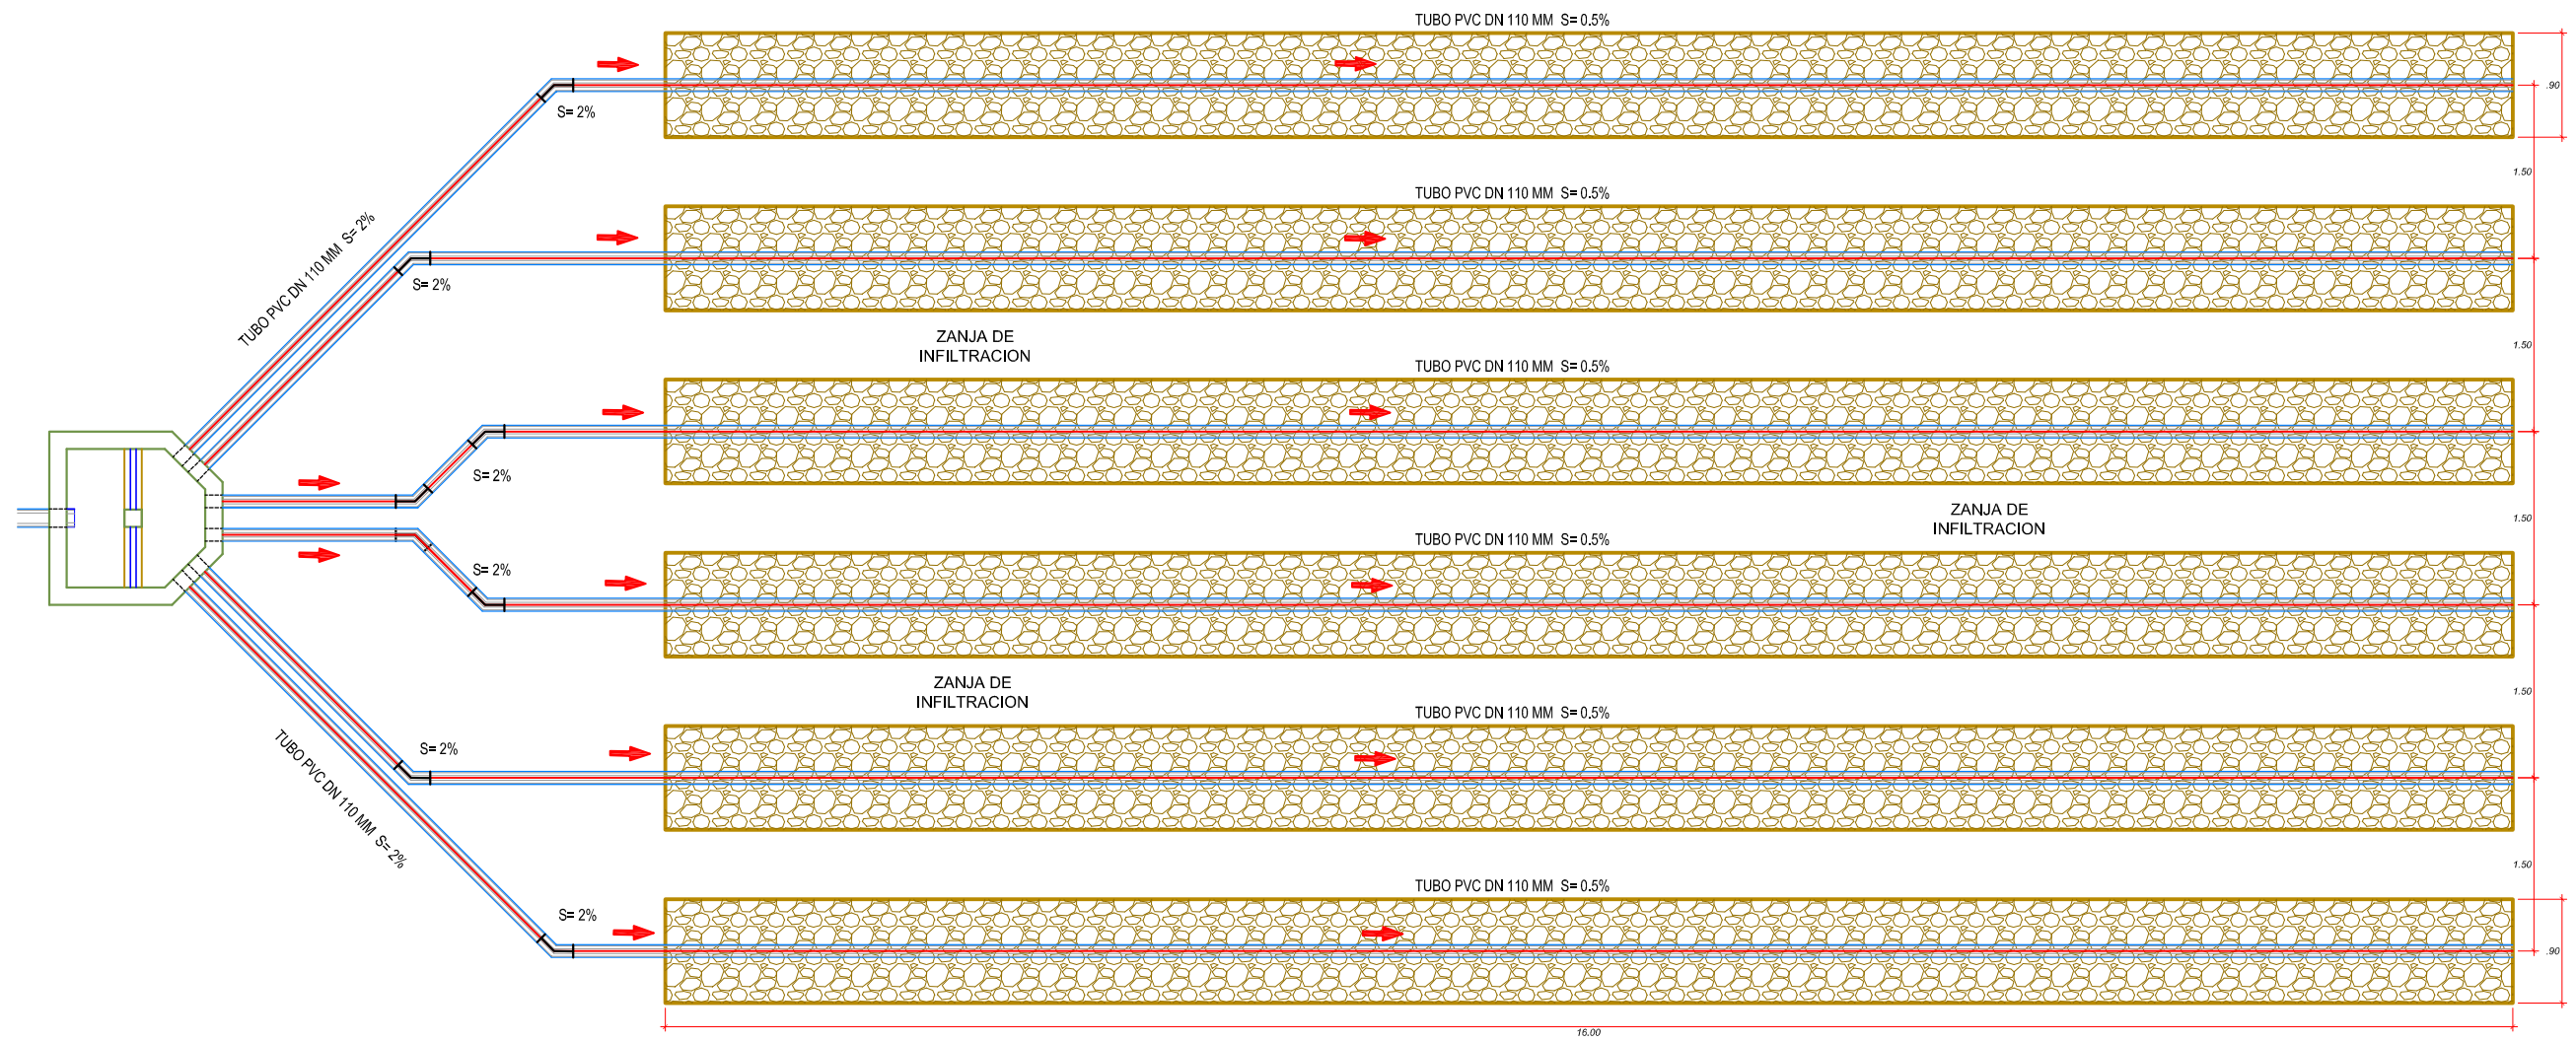 TUBO PVC DN 110 MM S= 0.5%
.90
S= 2%
1.50
TUBO PVC DN 110 MM S= 0.5%
TUBO PVC DN 110 MM S= 2%
S= 2%
ZANJA DE
INFILTRACION
1.50
TUBO PVC DN 110 MM S= 0.5%
S= 2%
ZANJA DE
INFILTRACION
1.50
TUBO PVC DN 110 MM S= 0.5%
S= 2%
ZANJA DE
INFILTRACION
1.50
TUBO PVC DN 110 MM S= 0.5%
S= 2%
TUBO PVC DN 110 MM S= 2%
1.50
TUBO PVC DN 110 MM S= 0.5%
S= 2%
.90
16.00